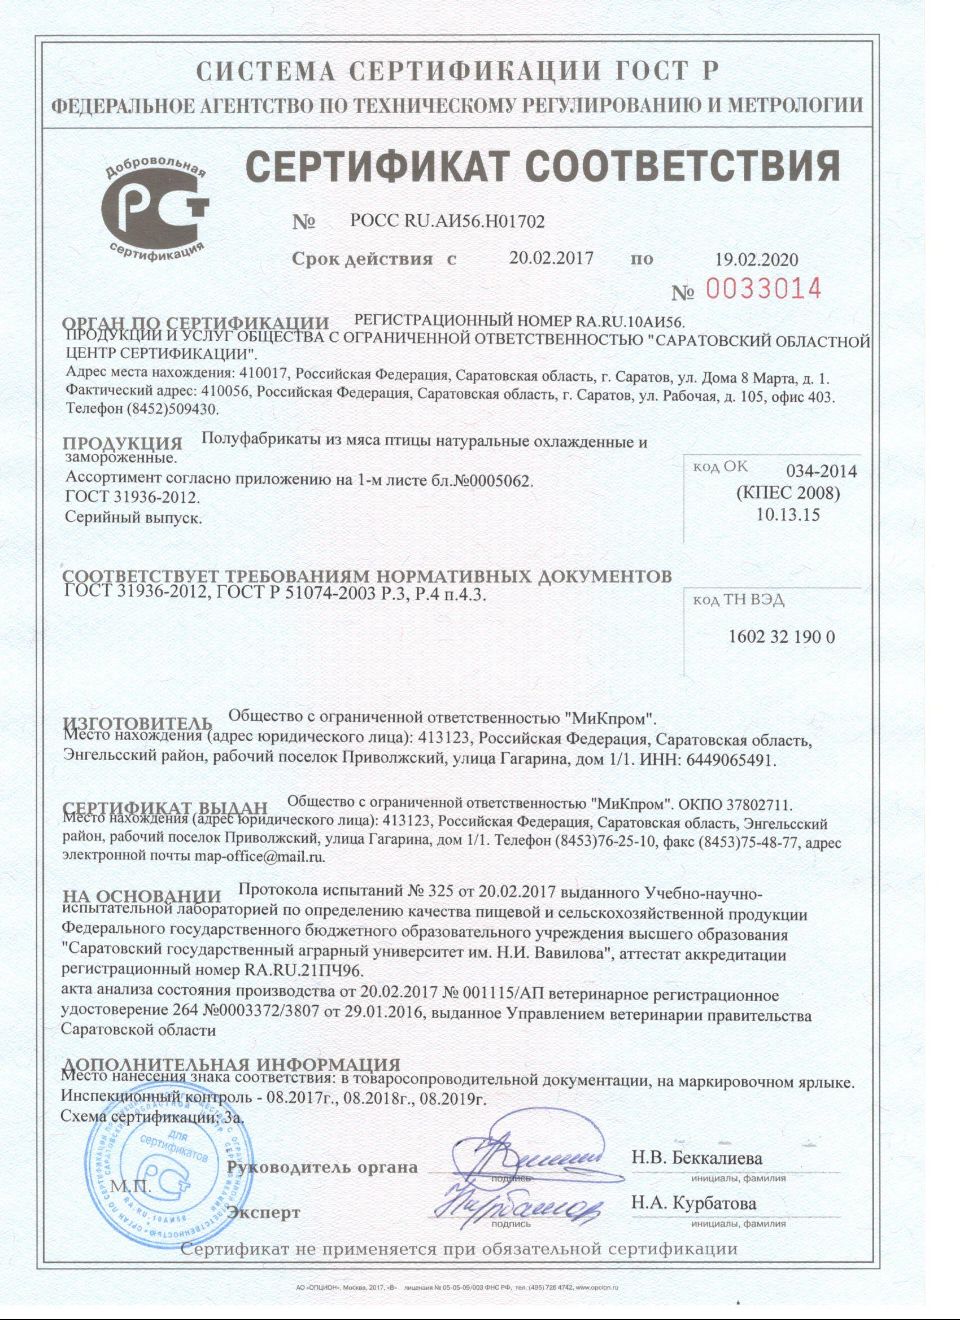 СИСТЕМА СЕРТИФИКАЦИИ ГОСТ Р
ФЕДЕРАЛЬНОЕ АГЕНТСТВО ПО ТЕХНИЧЕСКОМУ РЕГУЛИРОВАНИЮ И МЕТРОЛОГИИ
Добровольная
РСТ
сертификация
СЕРТИФИКАТ СООТВЕТСТВИЯ
№ РОСС RU.АИ56.Н01702
Срок действия с 20.02.2017 по 19.02.2020
№ 0033014
ОРГАН ПО СЕРТИФИКАЦИИ РЕГИСТРАЦИОННЫЙ НОМЕР RA.RU.10АИ56.
ПРОДУКЦИИ И УСЛУГ ОБЩЕСТВА С ОГРАНИЧЕННОЙ ОТВЕТСТВЕННОСТЬЮ "САРАТОВСКИЙ ОБЛАСТНОЙ
ЦЕНТР СЕРТИФИКАЦИИ".
Адрес места нахождения: 410017, Российская Федерация, Саратовская область, г. Саратов, ул. Дома 8 Марта, д. 1.
Фактический адрес: 410056, Российская Федерация, Саратовская область, г. Саратов, ул. Рабочая, д. 105, офис 403.
Телефон (8452)509430.
ПРОДУКЦИЯ Полуфабрикаты из мяса птицы натуральные охлажденные и
замороженные.
Ассортимент согласно приложению на 1-м листе бл.№0005062.
ГОСТ 31936-2012.
Серийный выпуск.
код ОК 034-2014
(КПЕС 2008)
10.13.15
СООТВЕТСТВУЕТ ТРЕБОВАНИЯМ НОРМАТИВНЫХ ДОКУМЕНТОВ
ГОСТ 31936-2012, ГОСТ Р 51074-2003 Р.3, Р.4 п.4.3.
код ТН ВЭД
1602 32 190 0
ИЗГОТОВИТЕЛЬ Общество с ограниченной ответственностью "МиКпром".
Место нахождения (адрес юридического лица): 413123, Российская Федерация, Саратовская область,
Энгельсский район, рабочий поселок Приволжский, улица Гагарина, дом 1/1. ИНН: 6449065491.
СЕРТИФИКАТ ВЫДАН Общество с ограниченной ответственностью "МиКпром". ОКПО 37802711.
Место нахождения (адрес юридического лица): 413123, Российская Федерация, Саратовская область, Энгельсский
район, рабочий поселок Приволжский, улица Гагарина, дом 1/1. Телефон (8453)76-25-10, факс (8453)75-48-77, адрес
электронной почты map-office@mail.ru.
НА ОСНОВАНИИ Протокола испытаний № 325 от 20.02.2017 выданного Учебно-научно-
испытательной лабораторией по определению качества пищевой и сельскохозяйственной продукции
Федерального государственного бюджетного образовательного учреждения высшего образования
"Саратовский государственный аграрный университет им. Н.И. Вавилова", аттестат аккредитации
регистрационный номер RA.RU.21ПЧ96.
акта анализа состояния производства от 20.02.2017 № 001115/АП ветеринарное регистрационное
удостоверение 264 №0003372/3807 от 29.01.2016, выданное Управлением ветеринарии правительства
Саратовской области
ДОПОЛНИТЕЛЬНАЯ ИНФОРМАЦИЯ
Место нанесения знака соответствия: в товаросопроводительной документации, на маркировочном ярлыке.
Инспекционный контроль - 08.2017г., 08.2018г., 08.2019г.
Схема сертификации: 3а.
для
сертификатов
RA.RU.10АИ56
М.П.
Руководитель органа
подпись
Н.В. Беккалиева
инициалы, фамилия
Эксперт
подпись
Н.А. Курбатова
инициалы, фамилия
Сертификат не применяется при обязательной сертификации
АО «ОПЦИОН», Москва, 2017, «В» лицензия № 05-05-09/003 ФНС РФ, тел. (495) 726 4742, www.opcion.ru